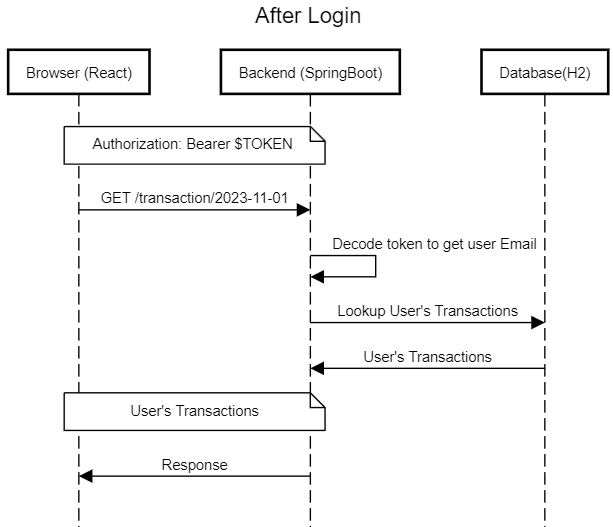 After Login
Browser (React)
Backend (SpringBoot)
Database(H2)
Authorization: Bearer $TOKEN
GET /transaction/2023-11-01
Decode token to get user Email
Lookup User's Transactions
User's Transactions
User's Transactions
Response